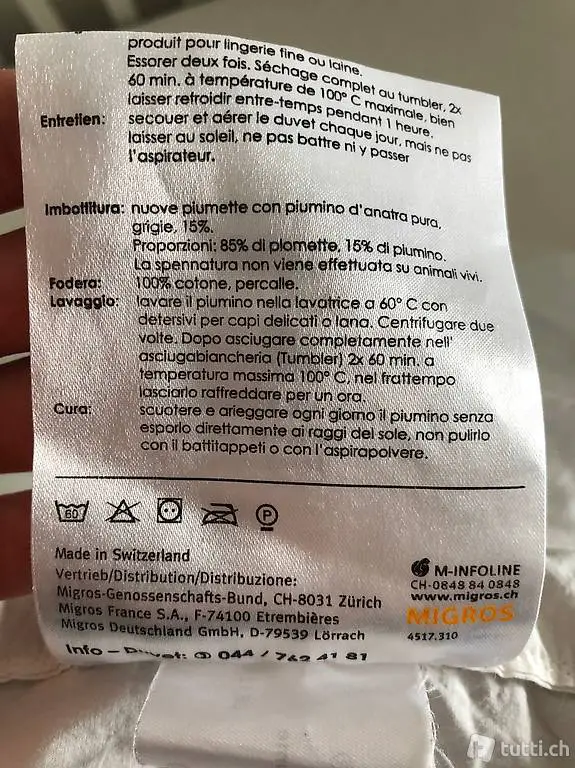 produit pour lingerie fine ou laine.
Essorer deux fois. Séchage complet au tumbler, 2x
60 min. à température de 100° C maximale, bien
laisser refroidir entre-temps pendant 1 heure.
Entretien: secouer et aérer le duvet chaque jour, mais ne pas
laisser au soleil, ne pas battre ni y passer
l'aspirateur.
Imbottitura: nuove piumette con piumino d'anatra pura,
grigie, 15%.
Proporzioni: 85% di piomette, 15% di piumino.
La spennatura non viene effettuata su animali vivi.
Fodera: 100% cotone, percalle.
Lavaggio: lavare il piumino nella lavatrice a 60° C con
detersivi per capi delicati o lana. Centrifugare due
volte. Dopo asciugare completamente nell'
asciugabiancheria (Tumbler) 2x 60 min. a
temperatura massima 100° C, nel frattempo
lasciarlo raffreddare per un ora.
Cura: scuotere e arieggare ogni giorno il piumino senza
esporlo direttamente ai raggi del sole, non pulirlo
con il battitappeti o con l'aspirapolvere.
60
P
Made in Switzerland
Vertrieb/Distribution/Distribuzione:
Migros-Genossenschafts-Bund, CH-8031 Zürich
Migros France S.A., F-74100 Etrembières
Migros Deutschland GmbH, D-79539 Lörrach
Info – Duvet: 044 / 762 41 81
M-INFOLINE
CH-0848 84 0848
www.migros.ch
MIGROS
4517.310
tutti.ch